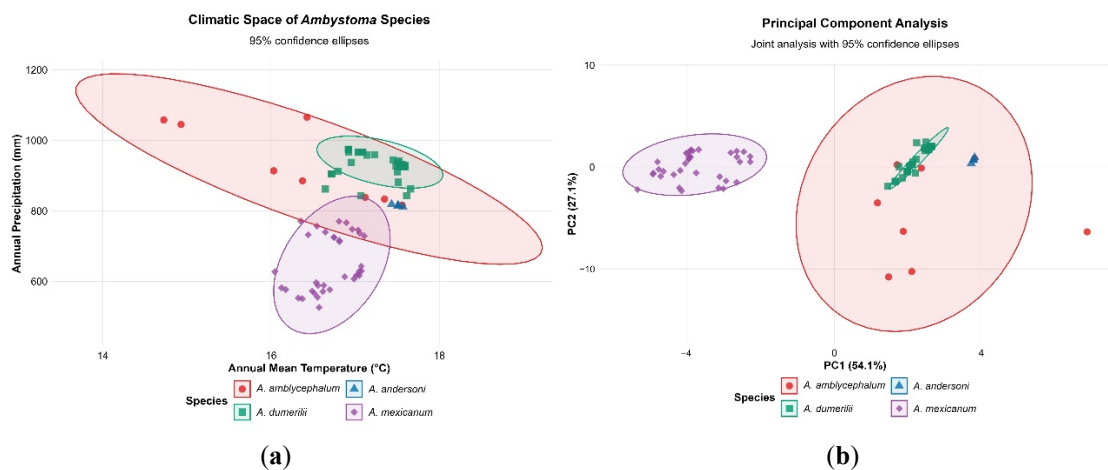 Climatic Space of Ambystoma Species
95% confidence ellipses
Annual Precipitation (mm)
1200
1000
800
600
14
16
18
Annual Mean Temperature (°C)
Species
A. amblycephalum
A. andersoni
A. dumerilii
A. mexicanum
(a)
Principal Component Analysis
Joint analysis with 95% confidence ellipses
PC2 (27.1%)
10
0
−10
−4
0
4
PC1 (54.1%)
Species
A. amblycephalum
A. andersoni
A. dumerilii
A. mexicanum
(b)